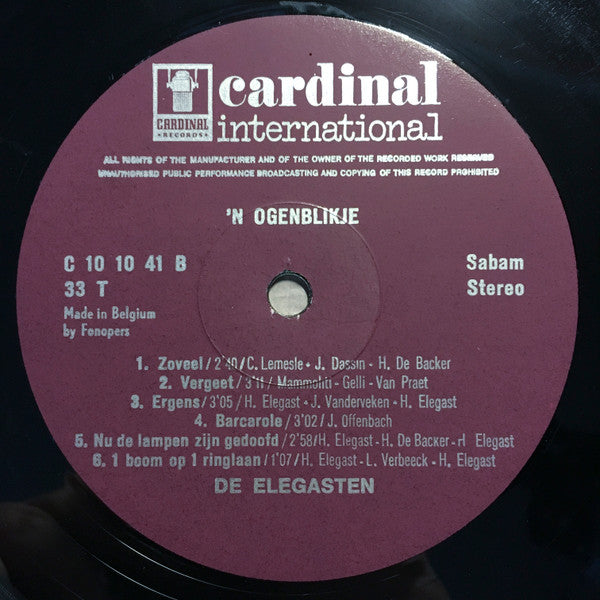 CARDINAL
RECORDS
cardinal
international
ALL RIGHTS OF THE MANUFACTURER AND OF THE OWNER OF THE RECORDED WORK RESERVED
UNAUTHORISED PUBLIC PERFORMANCE BROADCASTING AND COPYING OF THIS RECORD PROHIBITED
'N OGENBLIKJE
C 10 10 41 B
33 T
Made in Belgium
by Fonopers
Sabam
Stereo
1. Zoveel/2'40/C. Lemesle - J. Dassin - H. De Backer
2. Vergeet/3'11/Mammohti - Gelli - Van Praet
3. Ergens/3'05/H. Elegast - J. Vanderveken - H. Elegast
4. Barcarole/3'02/J. Offenbach
5. Nu de lampen zijn gedoofd/2'58/H. Elegast - H. De Backer - H Elegast
6. 1 boom op 1 ringlaan/1'07/H. Elegast - L. Verbeeck - H. Elegast
DE ELEGASTEN